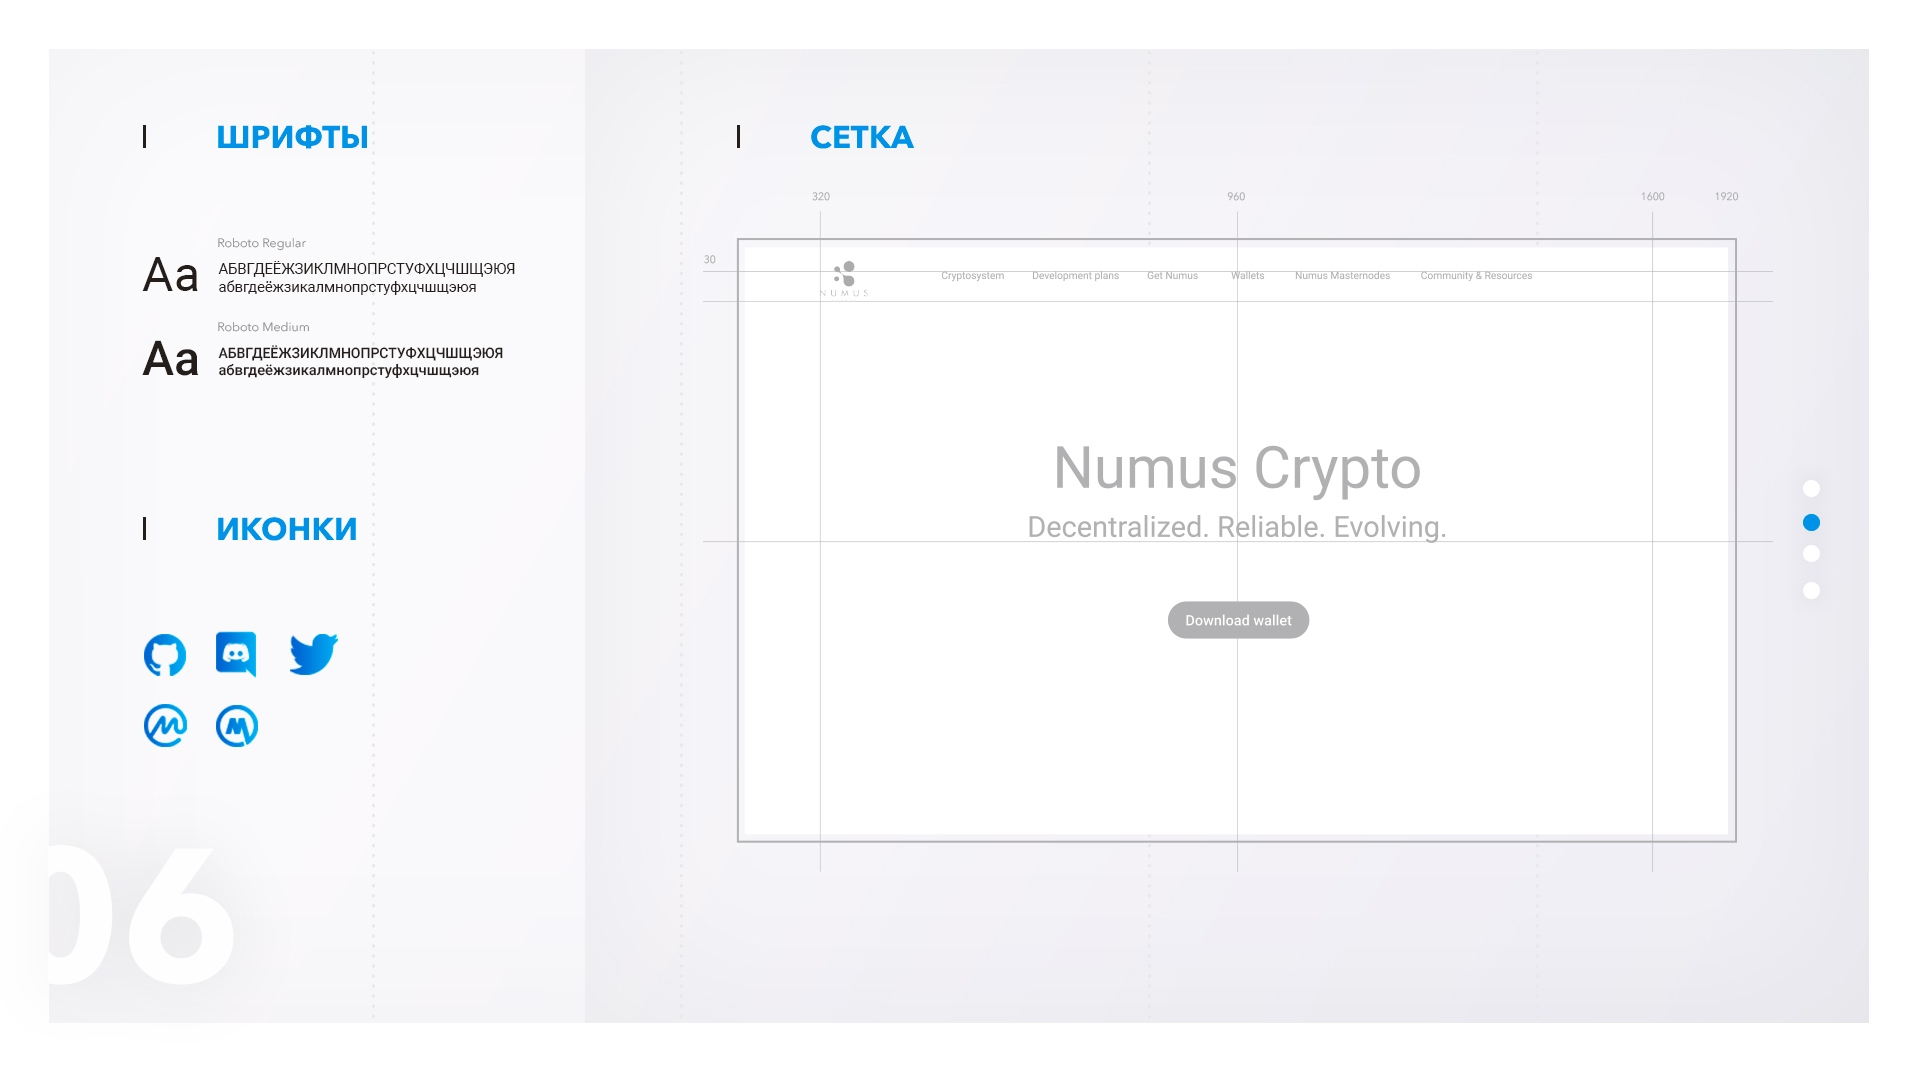 ШРИФТЫ
Roboto Regular
Aa
АБВГДЕЁЖЗИКЛМНОПРСТУФХЦЧШЩЭЮЯ
абвгдеёжзикалмнопрстуфхцчшщэюя
Roboto Medium
Aa
АБВГДЕЁЖЗИКЛМНОПРСТУФХЦЧШЩЭЮЯ
абвгдеёжзикалмнопрстуфхцчшщэюя
ИКОНКИ
06
СЕТКА
320 960 1600 1920
30
NUMUS
Cryptosystem Development plans Get Numus Wallets Numus Masternodes Community & Resources
Numus Crypto
Decentralized. Reliable. Evolving.
Download wallet